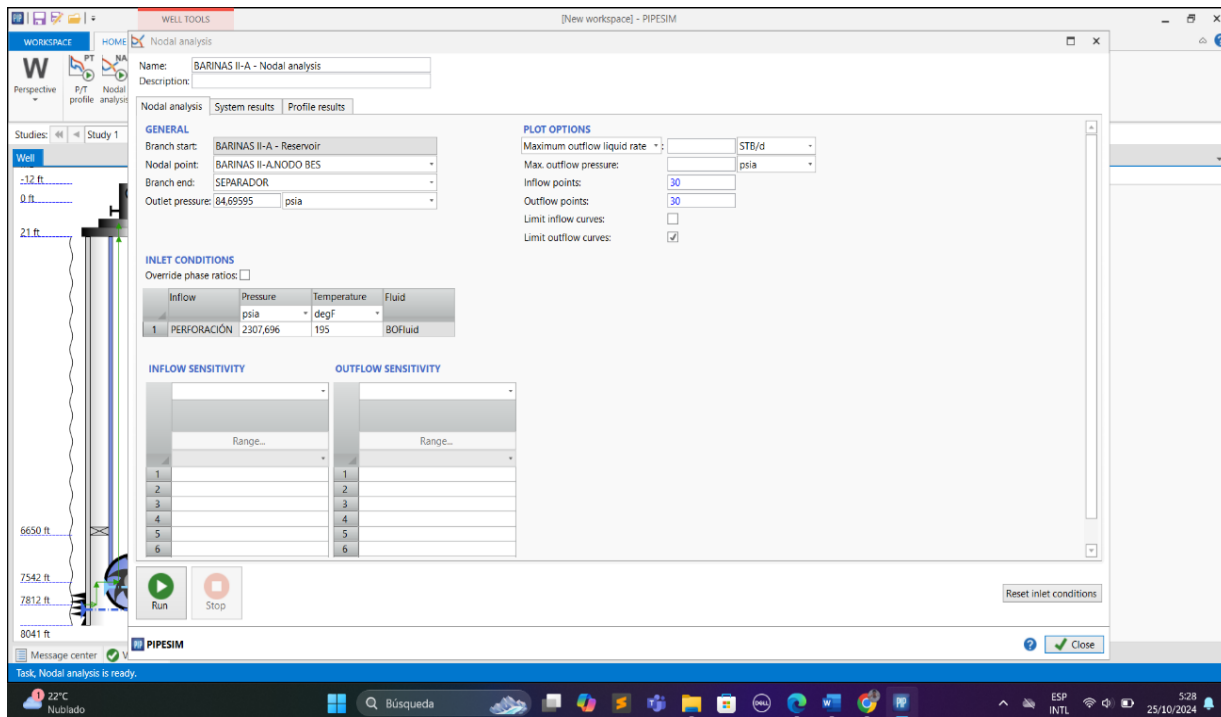 WELL TOOLS
[New workspace] - PIPESIM
WORKSPACE
HOME
Nodal analysis
W
PT
NA
Perspective
P/T profile
Nodal analysis
Name: BARINAS II-A - Nodal analysis
Description:
Studies: Study 1
Nodal analysis System results Profile results
Well
GENERAL
Branch start: BARINAS II-A - Reservoir
Nodal point: BARINAS II-A.NODO BES
Branch end: SEPARADOR
Outlet pressure: 84,69595 psia
PLOT OPTIONS
Maximum outflow liquid rate : STB/d
Max. outflow pressure: psia
Inflow points: 30
Outflow points: 30
Limit inflow curves:
Limit outflow curves:
INLET CONDITIONS
Override phase ratios:
Inflow Pressure Temperature Fluid
psia degF
1 PERFORACIÓN 2307,696 195 BOFluid
INFLOW SENSITIVITY OUTFLOW SENSITIVITY
Range... Range...
1 1
2 2
3 3
4 4
5 5
6 6
-12 ft
0 ft
21 ft
6650 ft
7542 ft
7812 ft
8041 ft
Run Stop
Reset inlet conditions
PIP PIPESIM
Close
Message center
Task, Nodal analysis is ready.
1
22°C
Nublado
Búsqueda
DELL
PIP
ESP
INTL
5:28
25/10/2024